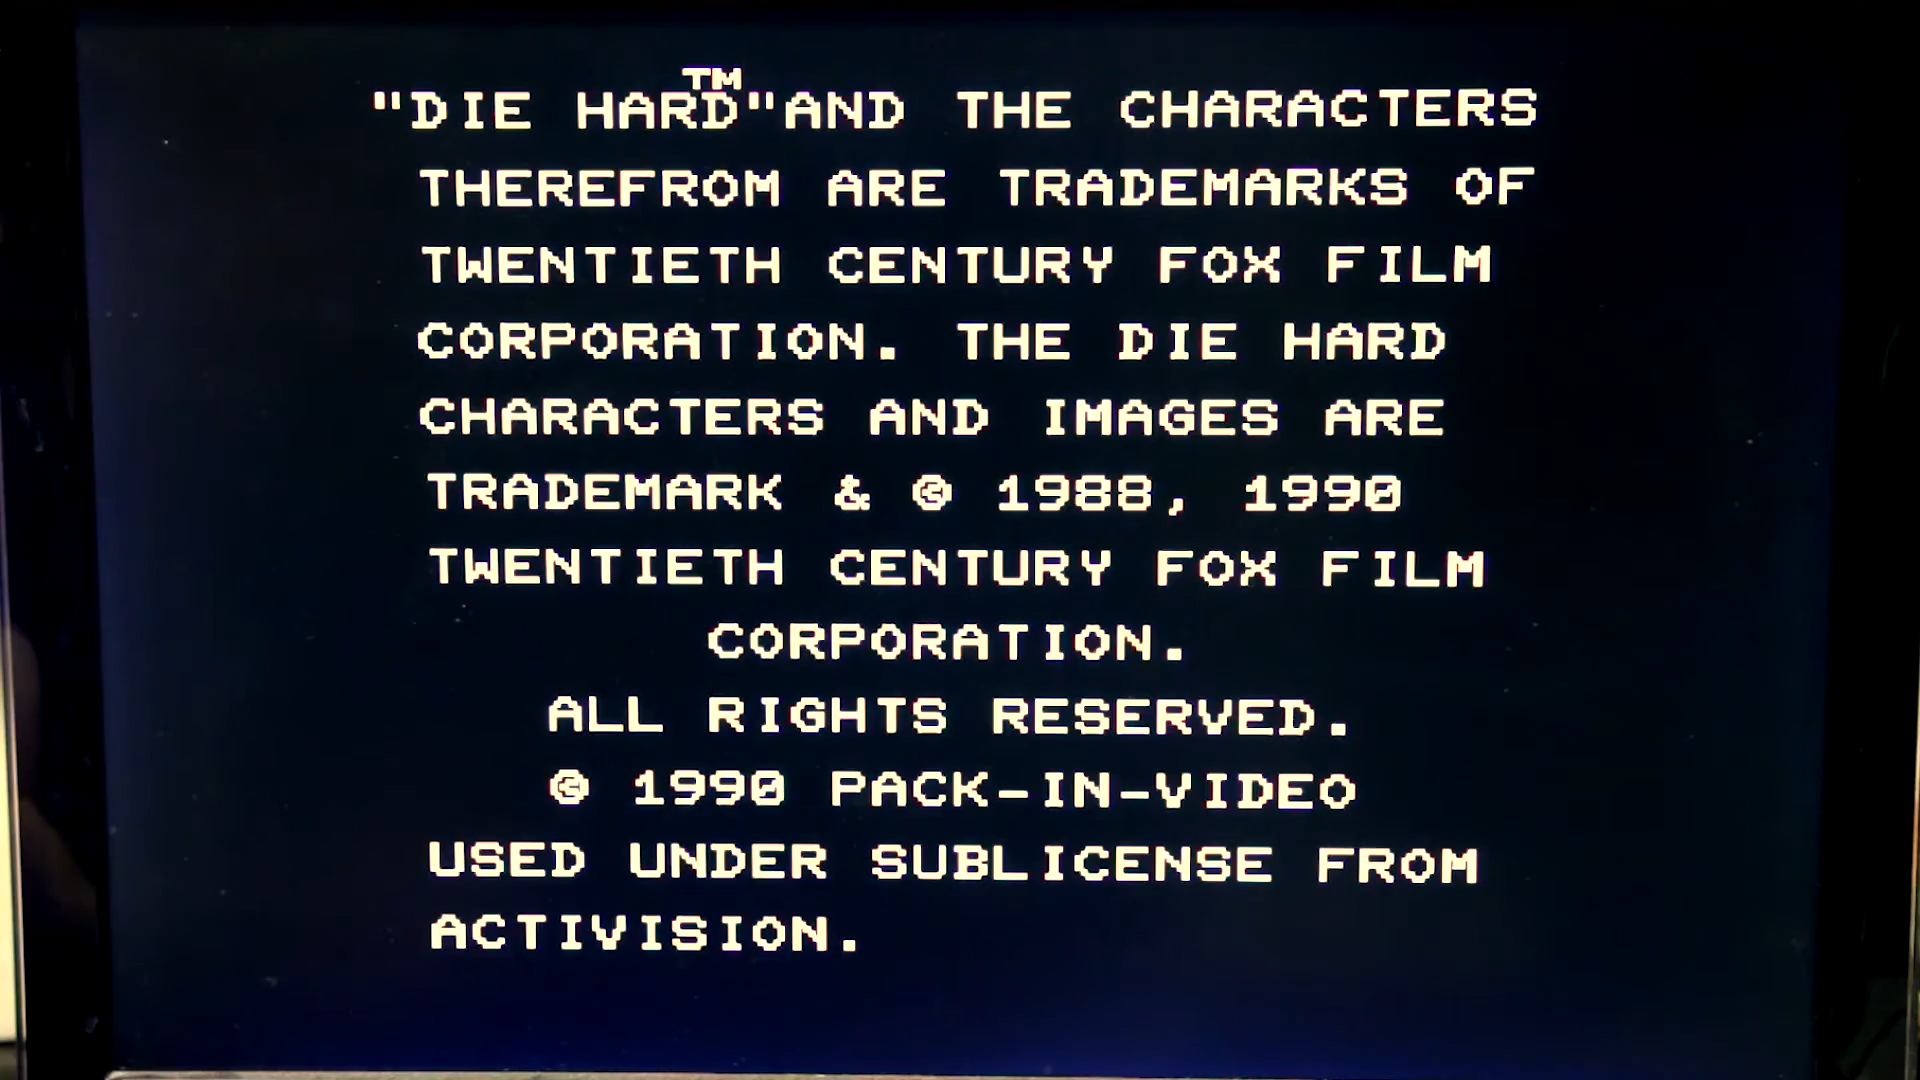 "DIE HARD™"AND THE CHARACTERS
THEREFROM ARE TRADEMARKS OF
TWENTIETH CENTURY FOX FILM
CORPORATION. THE DIE HARD
CHARACTERS AND IMAGES ARE
TRADEMARK & © 1988, 1990
TWENTIETH CENTURY FOX FILM
CORPORATION.
ALL RIGHTS RESERVED.
© 1990 PACK-IN-VIDEO
USED UNDER SUBLICENSE FROM
ACTIVISION.